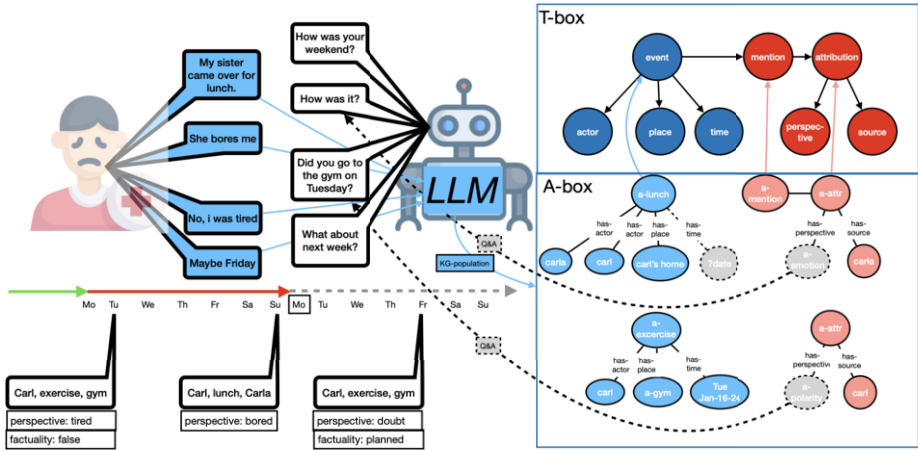 My sister
came over for
lunch.
She bores me
No, i was tired
Maybe Friday
How was your
weekend?
How was it?
Did you go to
the gym on
Tuesday?
What about
next week?
LLM
KG-population
Q&A
Q&A
Mo Tu We Th Fr Sa Su Mo Tu We Th Fr Sa Su
Carl, exercise, gym
perspective: tired
factuality: false
Carl, lunch, Carla
perspective: bored
Carl, exercise, gym
perspective: doubt
factuality: planned
T-box
event
mention
attribution
actor
place
time
perspec-
tive
source
A-box
a-lunch
has-
actor
has-
actor
has-
place
has-
time
carla
carl
carl's home
?date
a-
mention
a-attr
has-
perspective
has-
source
a-
emotion
carla
a-
excercise
has-
actor
has-
place
has-
time
carl
a-gym
Tue
Jan-16-24
a-attr
has-
perspective
has-
source
a-
polarity
carl